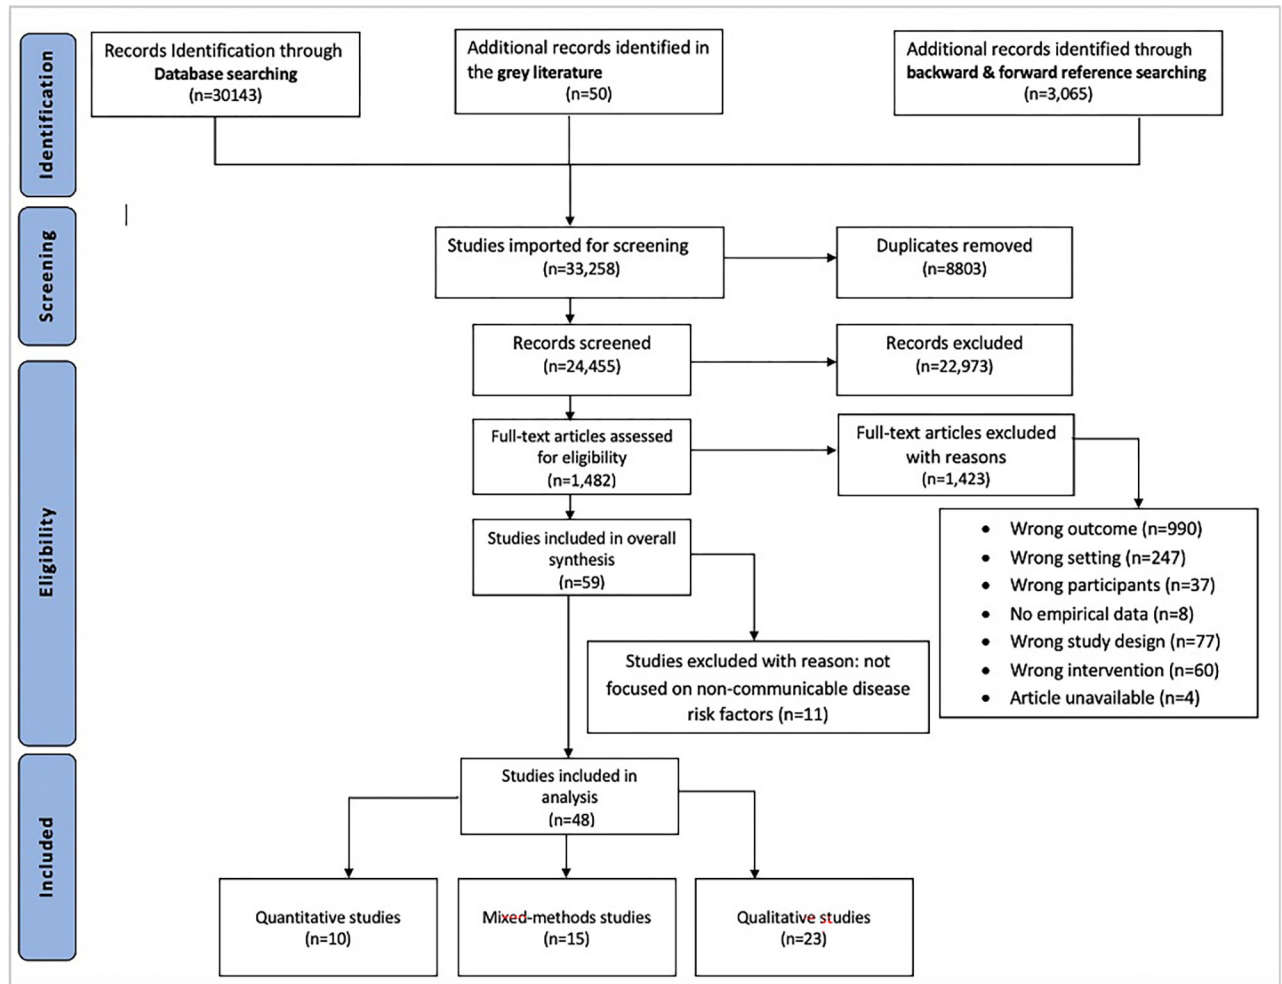 Identification
Records Identification through
Database searching
(n=30143)
Additional records identified in
the grey literature
(n=50)
Additional records identified through
backward & forward reference searching
(n=3,065)
Screening
Studies imported for screening
(n=33,258)
Duplicates removed
(n=8803)
Records screened
(n=24,455)
Records excluded
(n=22,973)
Eligibility
Full-text articles assessed
for eligibility
(n=1,482)
Full-text articles excluded
with reasons
(n=1,423)
• Wrong outcome (n=990)
• Wrong setting (n=247)
• Wrong participants (n=37)
• No empirical data (n=8)
• Wrong study design (n=77)
• Wrong intervention (n=60)
• Article unavailable (n=4)
Studies included in overall
synthesis
(n=59)
Studies excluded with reason: not
focused on non-communicable disease
risk factors (n=11)
Included
Studies included in
analysis
(n=48)
Quantitative studies
(n=10)
Mixed-methods studies
(n=15)
Qualitative studies
(n=23)